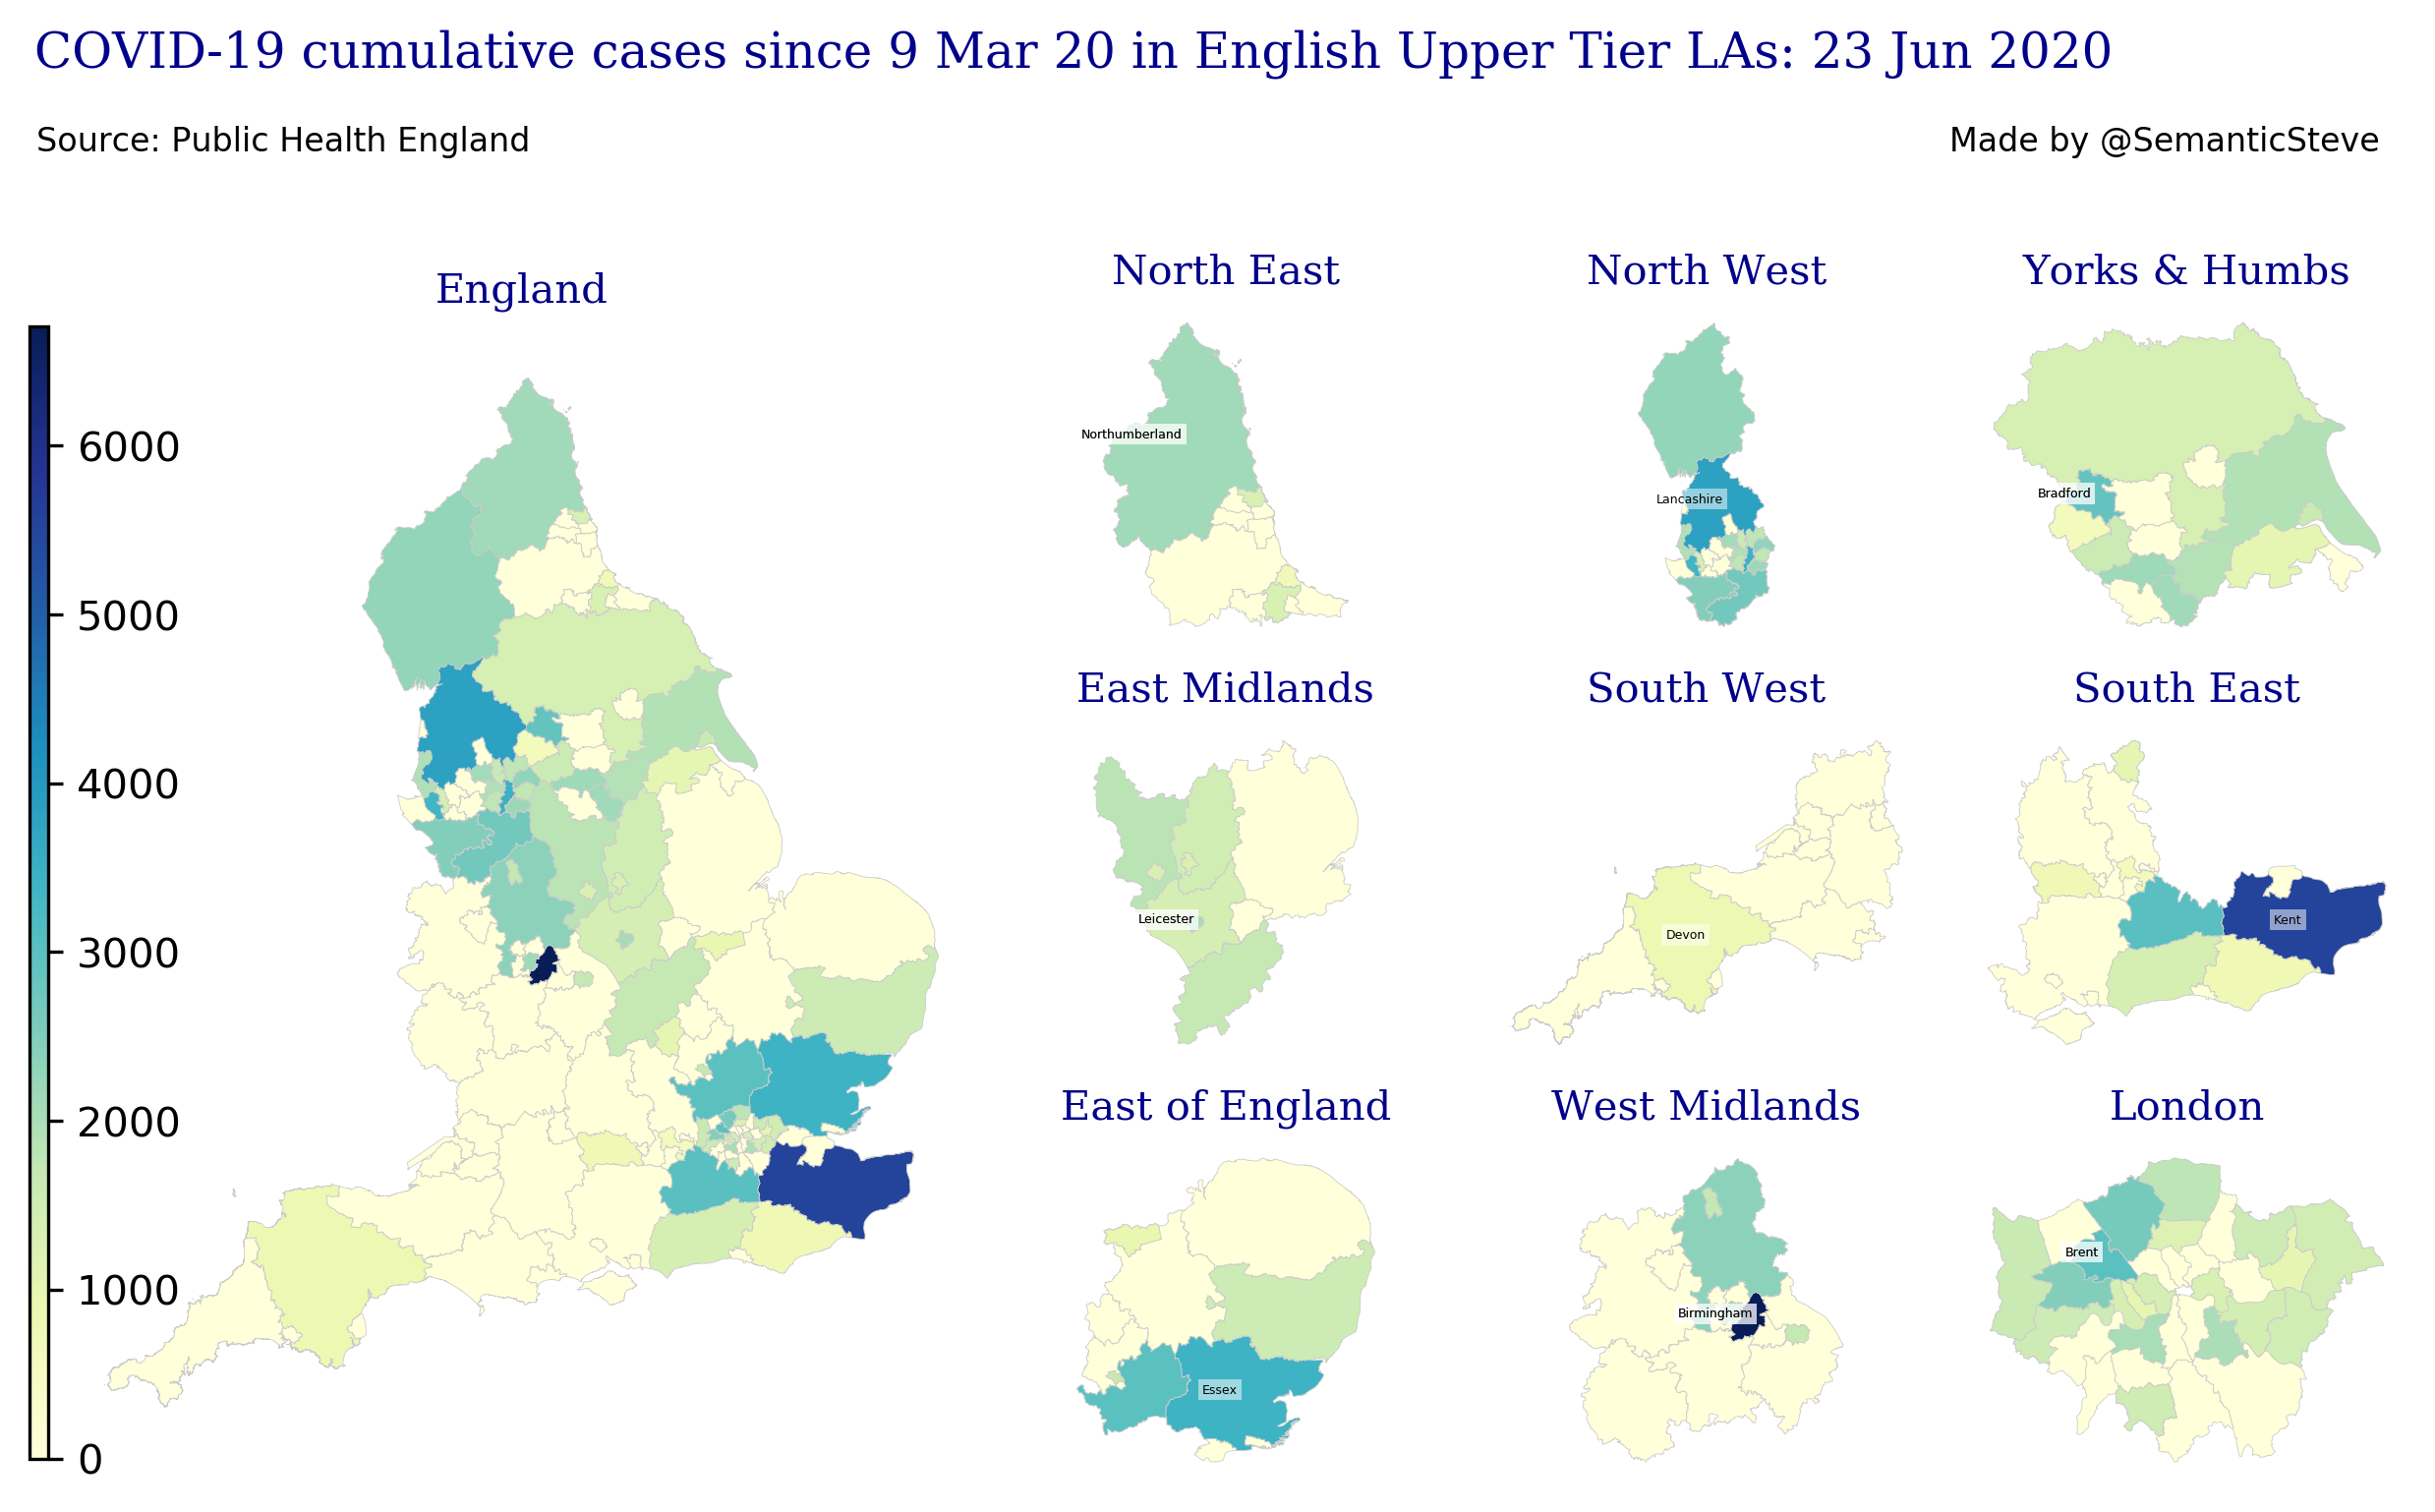 COVID-19 cumulative cases since 9 Mar 20 in English Upper Tier LAs: 23 Jun 2020
Source: Public Health England
Made by @SemanticSteve
England
6000
5000
4000
3000
2000
1000
0
North East
Northumberland
North West
Lancashire
Yorks & Humbs
Bradford
East Midlands
Leicester
South West
Devon
South East
Kent
East of England
Essex
West Midlands
Birmingham
London
Brent